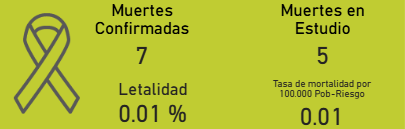 Muertes
Confirmadas
7
Letalidad
0.01 %
Muertes en
Estudio
5
Tasa de mortalidad por
100.000 Pob-Riesgo
0.01